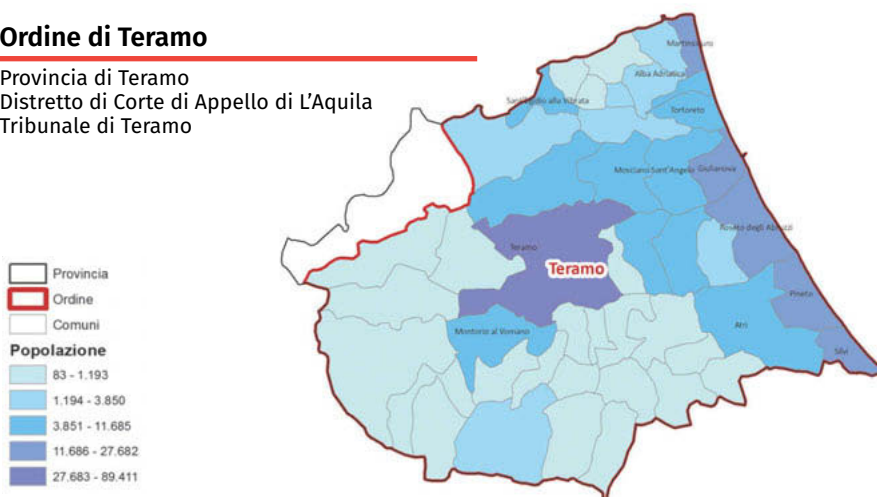 Ordine di Teramo
Provincia di Teramo
Distretto di Corte di Appello di L'Aquila
Tribunale di Teramo
Martinsicuro
Alba Adriatica
Sant'Egidio alla Vibrata
Tortoreto
Mosciano Sant'Angelo
Giulianova
Roseto degli Abruzzi
Teramo
Teramo
Pineto
Montorio al Vomano
Atri
Silvi
Provincia
Ordine
Comuni
Popolazione
83 - 1.193
1.194 - 3.850
3.851 - 11.685
11.686 - 27.682
27.683 - 89.411